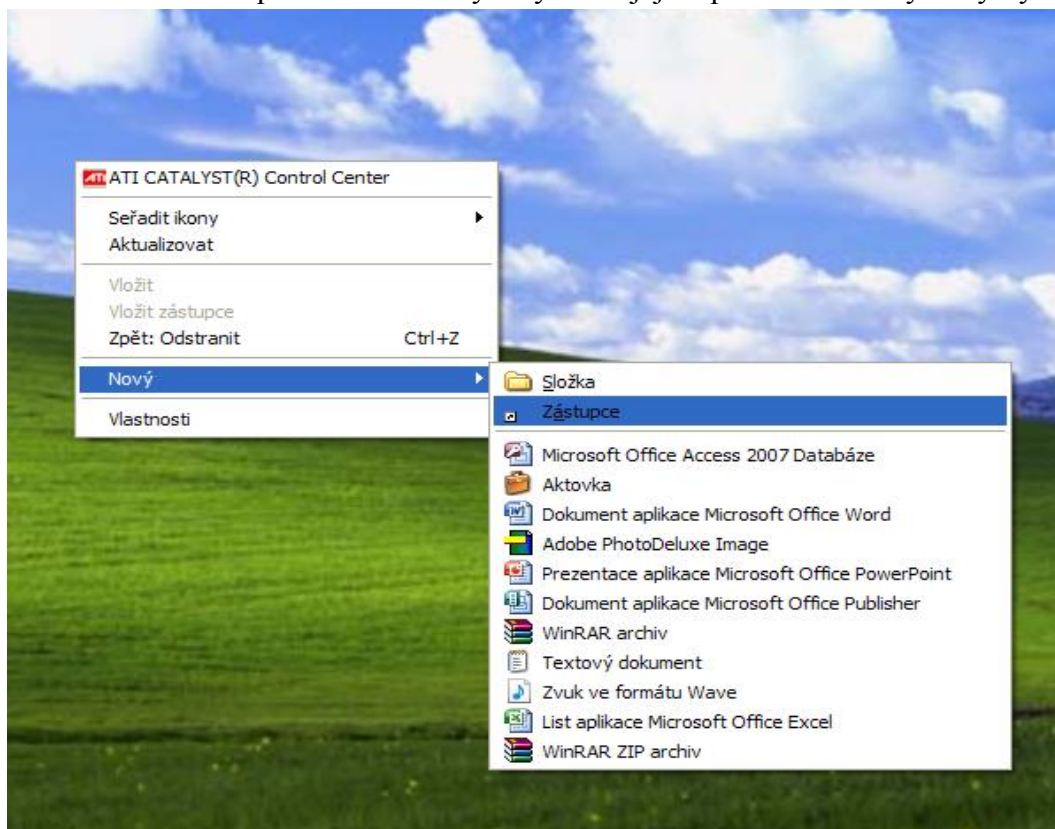 ATI CATALYST(R) Control Center
Seřadit ikony
Aktualizovat
Vložit
Vložit zástupce
Zpět: Odstranit Ctrl+Z
Nový
Vlastnosti
Složka
Zástupce
Microsoft Office Access 2007 Databáze
Aktovka
Dokument aplikace Microsoft Office Word
Adobe PhotoDeluxe Image
Prezentace aplikace Microsoft Office PowerPoint
Dokument aplikace Microsoft Office Publisher
WinRAR archiv
Textový dokument
Zvuk ve formátu Wave
List aplikace Microsoft Office Excel
WinRAR ZIP archiv